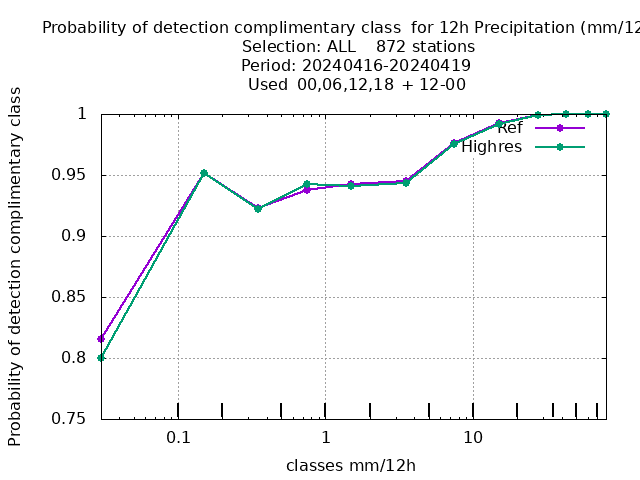 Probability of detection complimentary class  for 12h Precipitation (mm/12
Selection: ALL    872 stations
Period: 20240416-20240419
Used  00,06,12,18  + 12-00
Probability of detection complimentary class
1
0.95
0.9
0.85
0.8
0.75
Ref
Highres
0.1
1
10
classes mm/12h